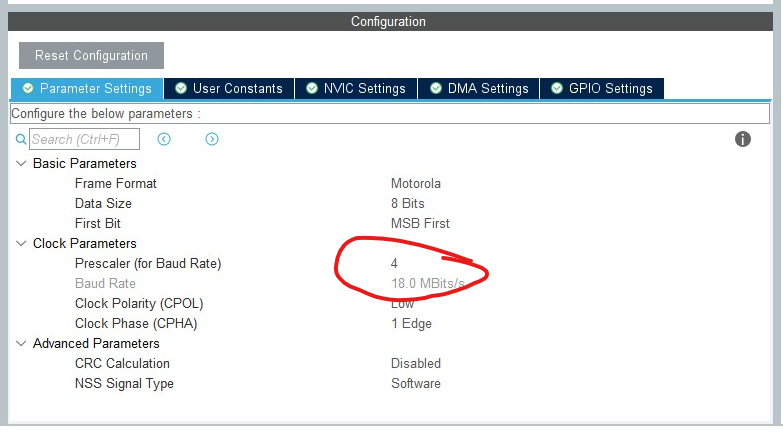 Configuration
Reset Configuration
Parameter Settings User Constants NVIC Settings DMA Settings GPIO Settings
Configure the below parameters :
Search (Ctrl+F)
Basic Parameters
Frame Format Motorola
Data Size 8 Bits
First Bit MSB First
Clock Parameters
Prescaler (for Baud Rate) 4
Baud Rate 18.0 MBits/s
Clock Polarity (CPOL) Low
Clock Phase (CPHA) 1 Edge
Advanced Parameters
CRC Calculation Disabled
NSS Signal Type Software